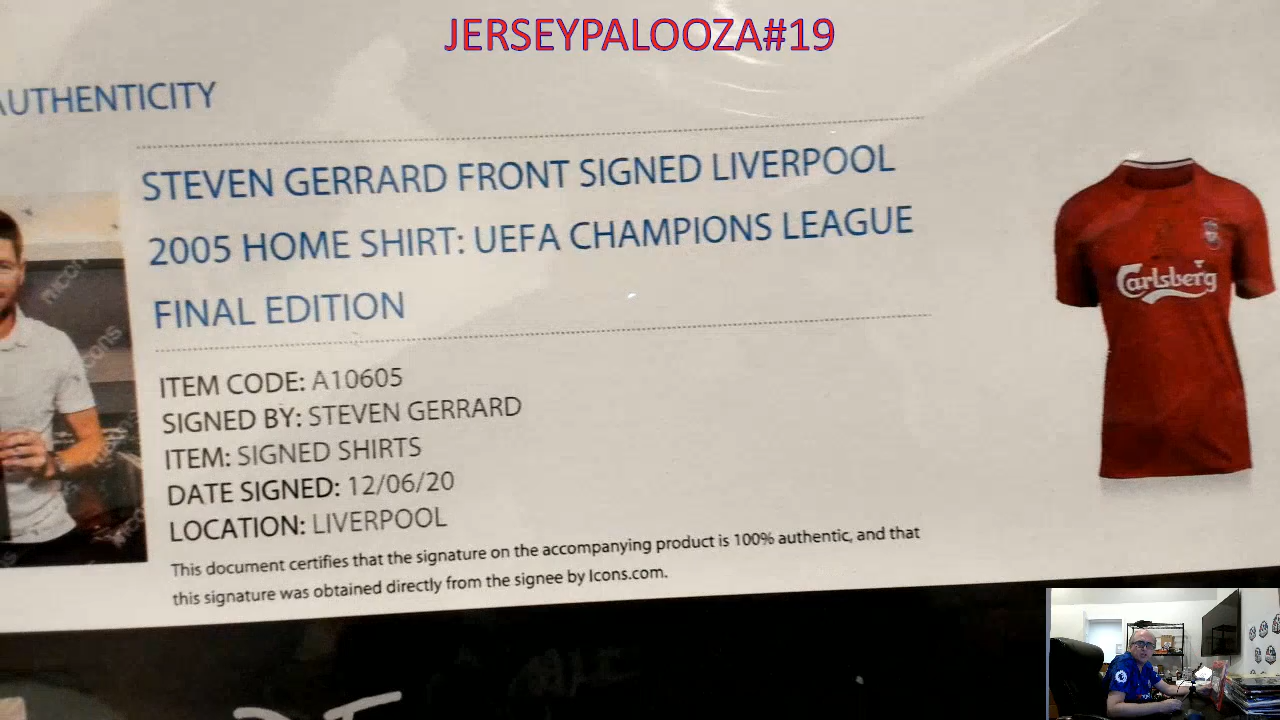 JERSEYPALOOZA#19
AUTHENTICITY
STEVEN GERRARD FRONT SIGNED LIVERPOOL
2005 HOME SHIRT: UEFA CHAMPIONS LEAGUE
FINAL EDITION
ITEM CODE: A10605
SIGNED BY: STEVEN GERRARD
ITEM: SIGNED SHIRTS
DATE SIGNED: 12/06/20
LOCATION: LIVERPOOL
This document certifies that the signature on the accompanying product is 100% authentic, and that
this signature was obtained directly from the signee by Icons.com.
Carlsberg